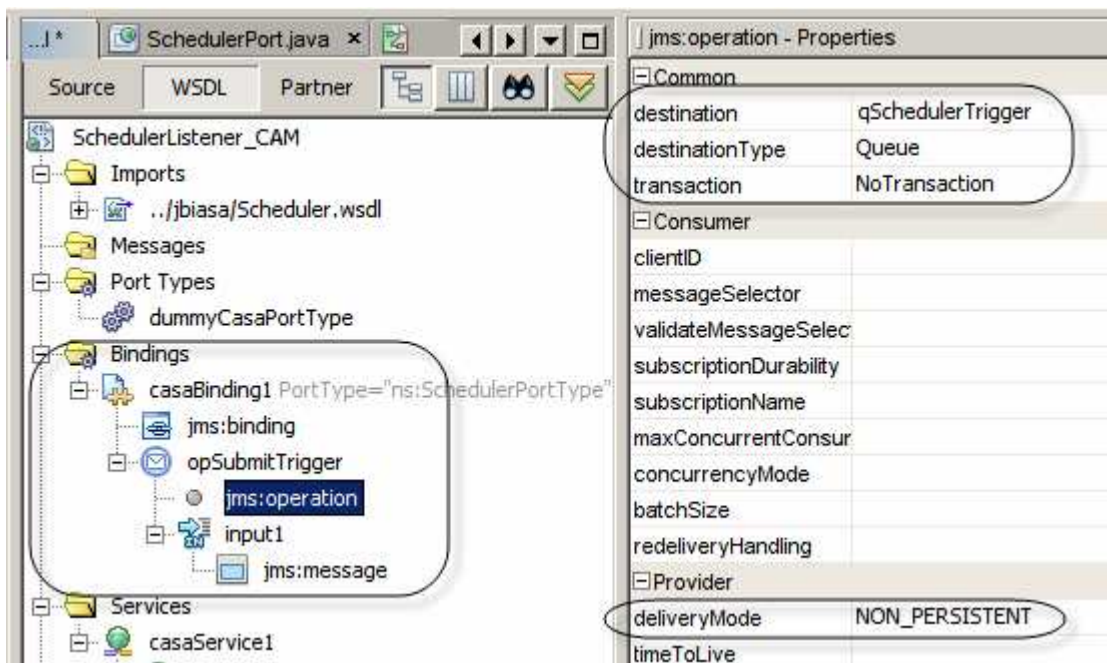 ...l *
SchedulerPort.java ×
Source WSDL Partner
SchedulerListener_CAM
Imports
../jbiasa/Scheduler.wsdl
Messages
Port Types
dummyCasaPortType
Bindings
casaBinding1 PortType="ns:SchedulerPortType"
jms:binding
opSubmitTrigger
jms:operation
input1
jms:message
Services
casaService1
jms:operation - Properties
Common
destination qSchedulerTrigger
destinationType Queue
transaction NoTransaction
Consumer
clientID
messageSelector
validateMessageSelec
subscriptionDurability
subscriptionName
maxConcurrentConsur
concurrencyMode
batchSize
redeliveryHandling
Provider
deliveryMode NON_PERSISTENT
timeToLive